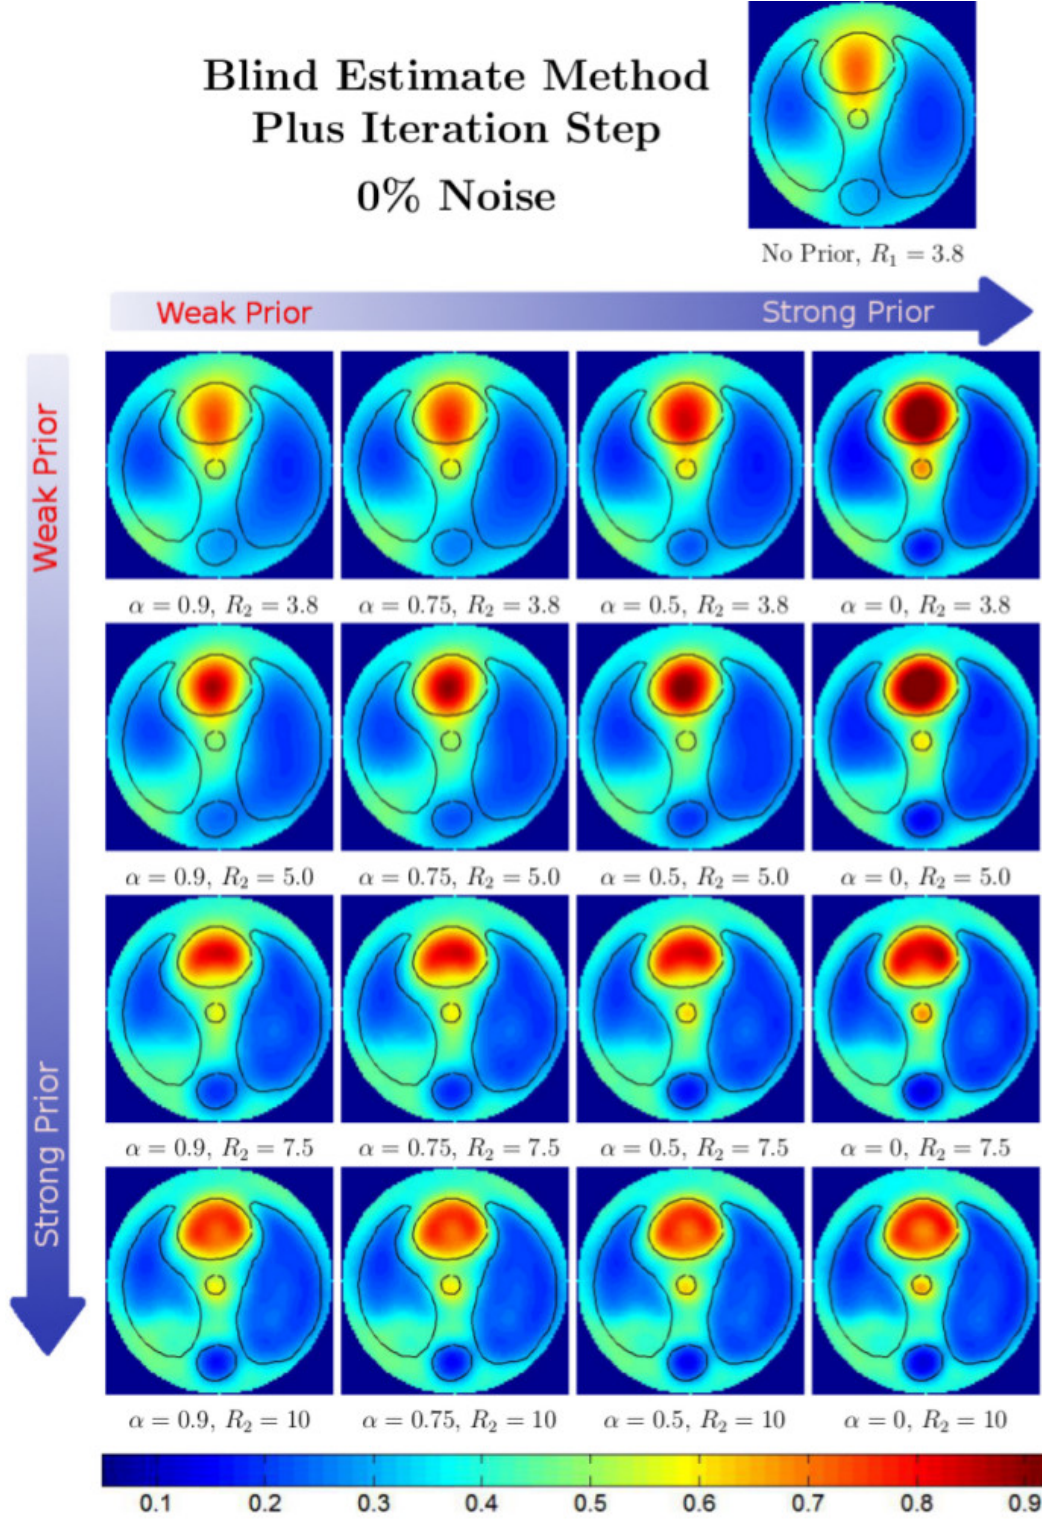 Blind Estimate Method
Plus Iteration Step
0% Noise
No Prior, R₁ = 3.8
Weak Prior Strong Prior
Weak Prior
Strong Prior
α = 0.9, R₂ = 3.8 α = 0.75, R₂ = 3.8 α = 0.5, R₂ = 3.8 α = 0, R₂ = 3.8
α = 0.9, R₂ = 5.0 α = 0.75, R₂ = 5.0 α = 0.5, R₂ = 5.0 α = 0, R₂ = 5.0
α = 0.9, R₂ = 7.5 α = 0.75, R₂ = 7.5 α = 0.5, R₂ = 7.5 α = 0, R₂ = 7.5
α = 0.9, R₂ = 10 α = 0.75, R₂ = 10 α = 0.5, R₂ = 10 α = 0, R₂ = 10
0.1 0.2 0.3 0.4 0.5 0.6 0.7 0.8 0.9